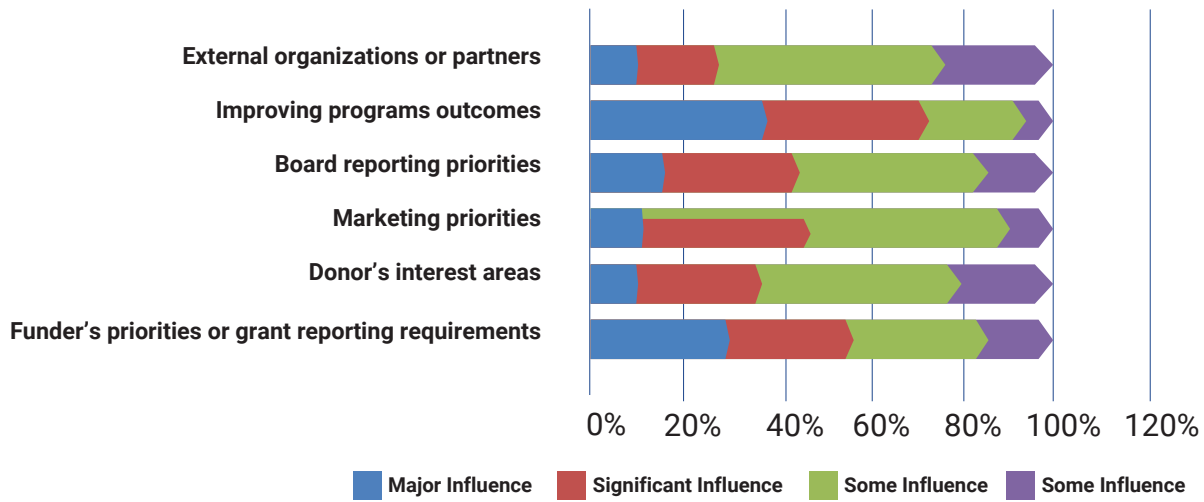 External organizations or partners
Improving programs outcomes
Board reporting priorities
Marketing priorities
Donor’s interest areas
Funder’s priorities or grant reporting requirements
0% 20% 40% 60% 80% 100% 120%
Major Influence Significant Influence Some Influence Some Influence